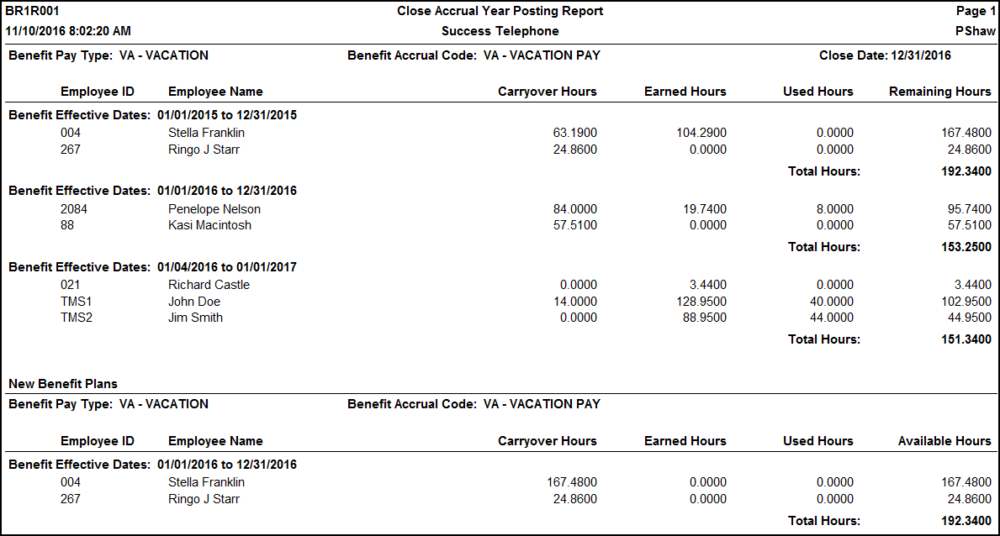 BR1R001 Close Accrual Year Posting Report Page 1
11/10/2016 8:02:20 AM Success Telephone PShaw
Benefit Pay Type: VA - VACATION Benefit Accrual Code: VA - VACATION PAY Close Date: 12/31/2016
Employee ID Employee Name Carryover Hours Earned Hours Used Hours Remaining Hours
Benefit Effective Dates: 01/01/2015 to 12/31/2015
004 Stella Franklin 63.1900 104.2900 0.0000 167.4800
267 Ringo J Starr 24.8600 0.0000 0.0000 24.8600
Total Hours: 192.3400
Benefit Effective Dates: 01/01/2016 to 12/31/2016
2084 Penelope Nelson 84.0000 19.7400 8.0000 95.7400
88 Kasi Macintosh 57.5100 0.0000 0.0000 57.5100
Total Hours: 153.2500
Benefit Effective Dates: 01/04/2016 to 01/01/2017
021 Richard Castle 0.0000 3.4400 0.0000 3.4400
TMS1 John Doe 14.0000 128.9500 40.0000 102.9500
TMS2 Jim Smith 0.0000 88.9500 44.0000 44.9500
Total Hours: 151.3400
New Benefit Plans
Benefit Pay Type: VA - VACATION Benefit Accrual Code: VA - VACATION PAY
Employee ID Employee Name Carryover Hours Earned Hours Used Hours Available Hours
Benefit Effective Dates: 01/01/2016 to 12/31/2016
004 Stella Franklin 167.4800 0.0000 0.0000 167.4800
267 Ringo J Starr 24.8600 0.0000 0.0000 24.8600
Total Hours: 192.3400